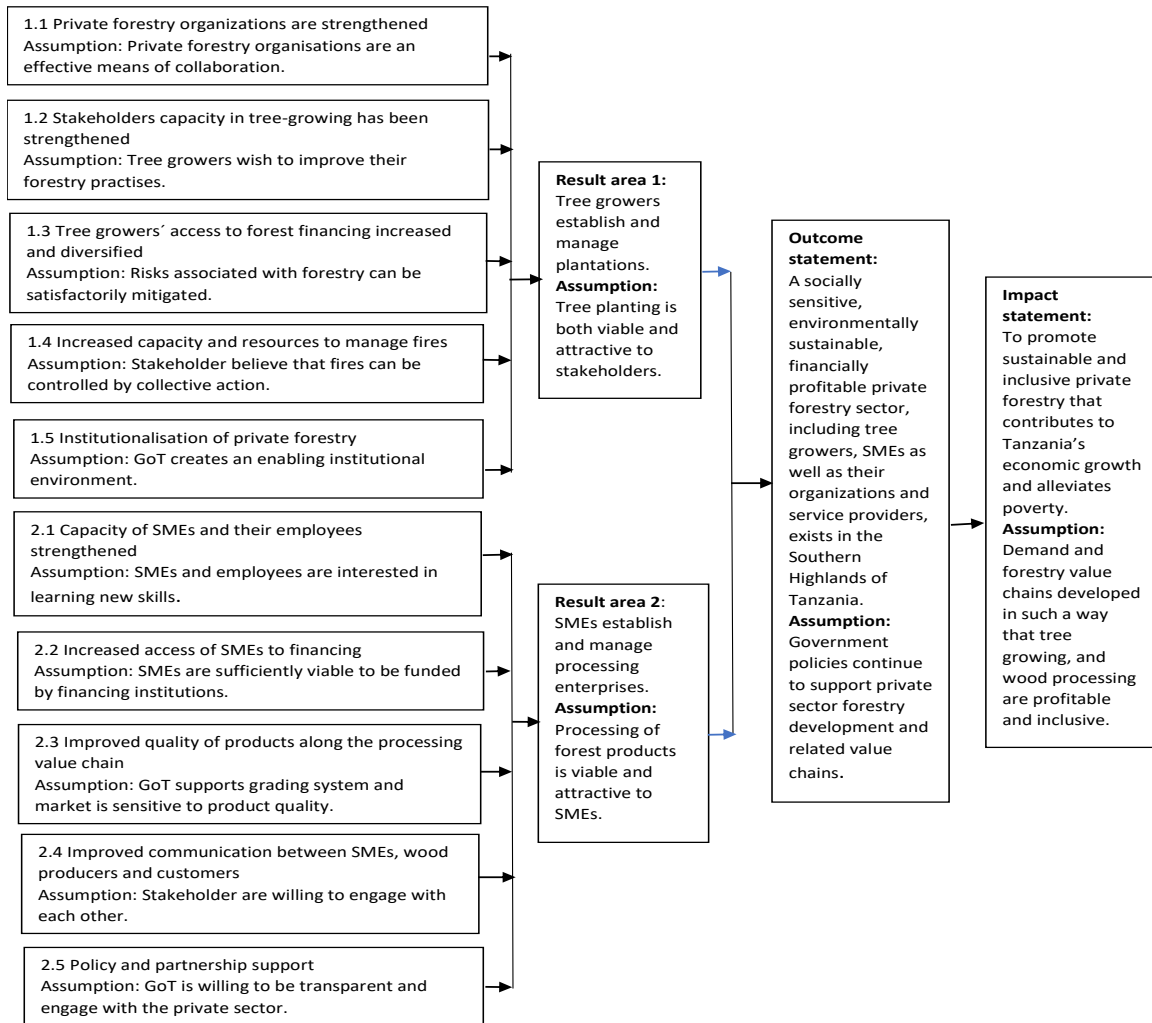 1.1 Private forestry organizations are strengthened
Assumption: Private forestry organisations are an
effective means of collaboration.
1.2 Stakeholders capacity in tree-growing has been
strengthened
Assumption: Tree growers wish to improve their
forestry practises.
1.3 Tree growers´ access to forest financing increased
and diversified
Assumption: Risks associated with forestry can be
satisfactorily mitigated.
1.4 Increased capacity and resources to manage fires
Assumption: Stakeholder believe that fires can be
controlled by collective action.
1.5 Institutionalisation of private forestry
Assumption: GoT creates an enabling institutional
environment.
2.1 Capacity of SMEs and their employees
strengthened
Assumption: SMEs and employees are interested in
learning new skills.
2.2 Increased access of SMEs to financing
Assumption: SMEs are sufficiently viable to be funded
by financing institutions.
2.3 Improved quality of products along the processing
value chain
Assumption: GoT supports grading system and
market is sensitive to product quality.
2.4 Improved communication between SMEs, wood
producers and customers
Assumption: Stakeholder are willing to engage with
each other.
2.5 Policy and partnership support
Assumption: GoT is willing to be transparent and
engage with the private sector.
Result area 1:
Tree growers
establish and
manage
plantations.
Assumption:
Tree planting is
both viable and
attractive to
stakeholders.
Result area 2:
SMEs establish
and manage
processing
enterprises.
Assumption:
Processing of
forest products
is viable and
attractive to
SMEs.
Outcome
statement:
A socially
sensitive,
environmentally
sustainable,
financially
profitable private
forestry sector,
including tree
growers, SMEs as
well as their
organizations and
service providers,
exists in the
Southern
Highlands of
Tanzania.
Assumption:
Government
policies continue
to support private
sector forestry
development and
related value
chains.
Impact
statement:
To promote
sustainable and
inclusive private
forestry that
contributes to
Tanzania’s
economic growth
and alleviates
poverty.
Assumption:
Demand and
forestry value
chains developed
in such a way
that tree
growing, and
wood processing
are profitable
and inclusive.